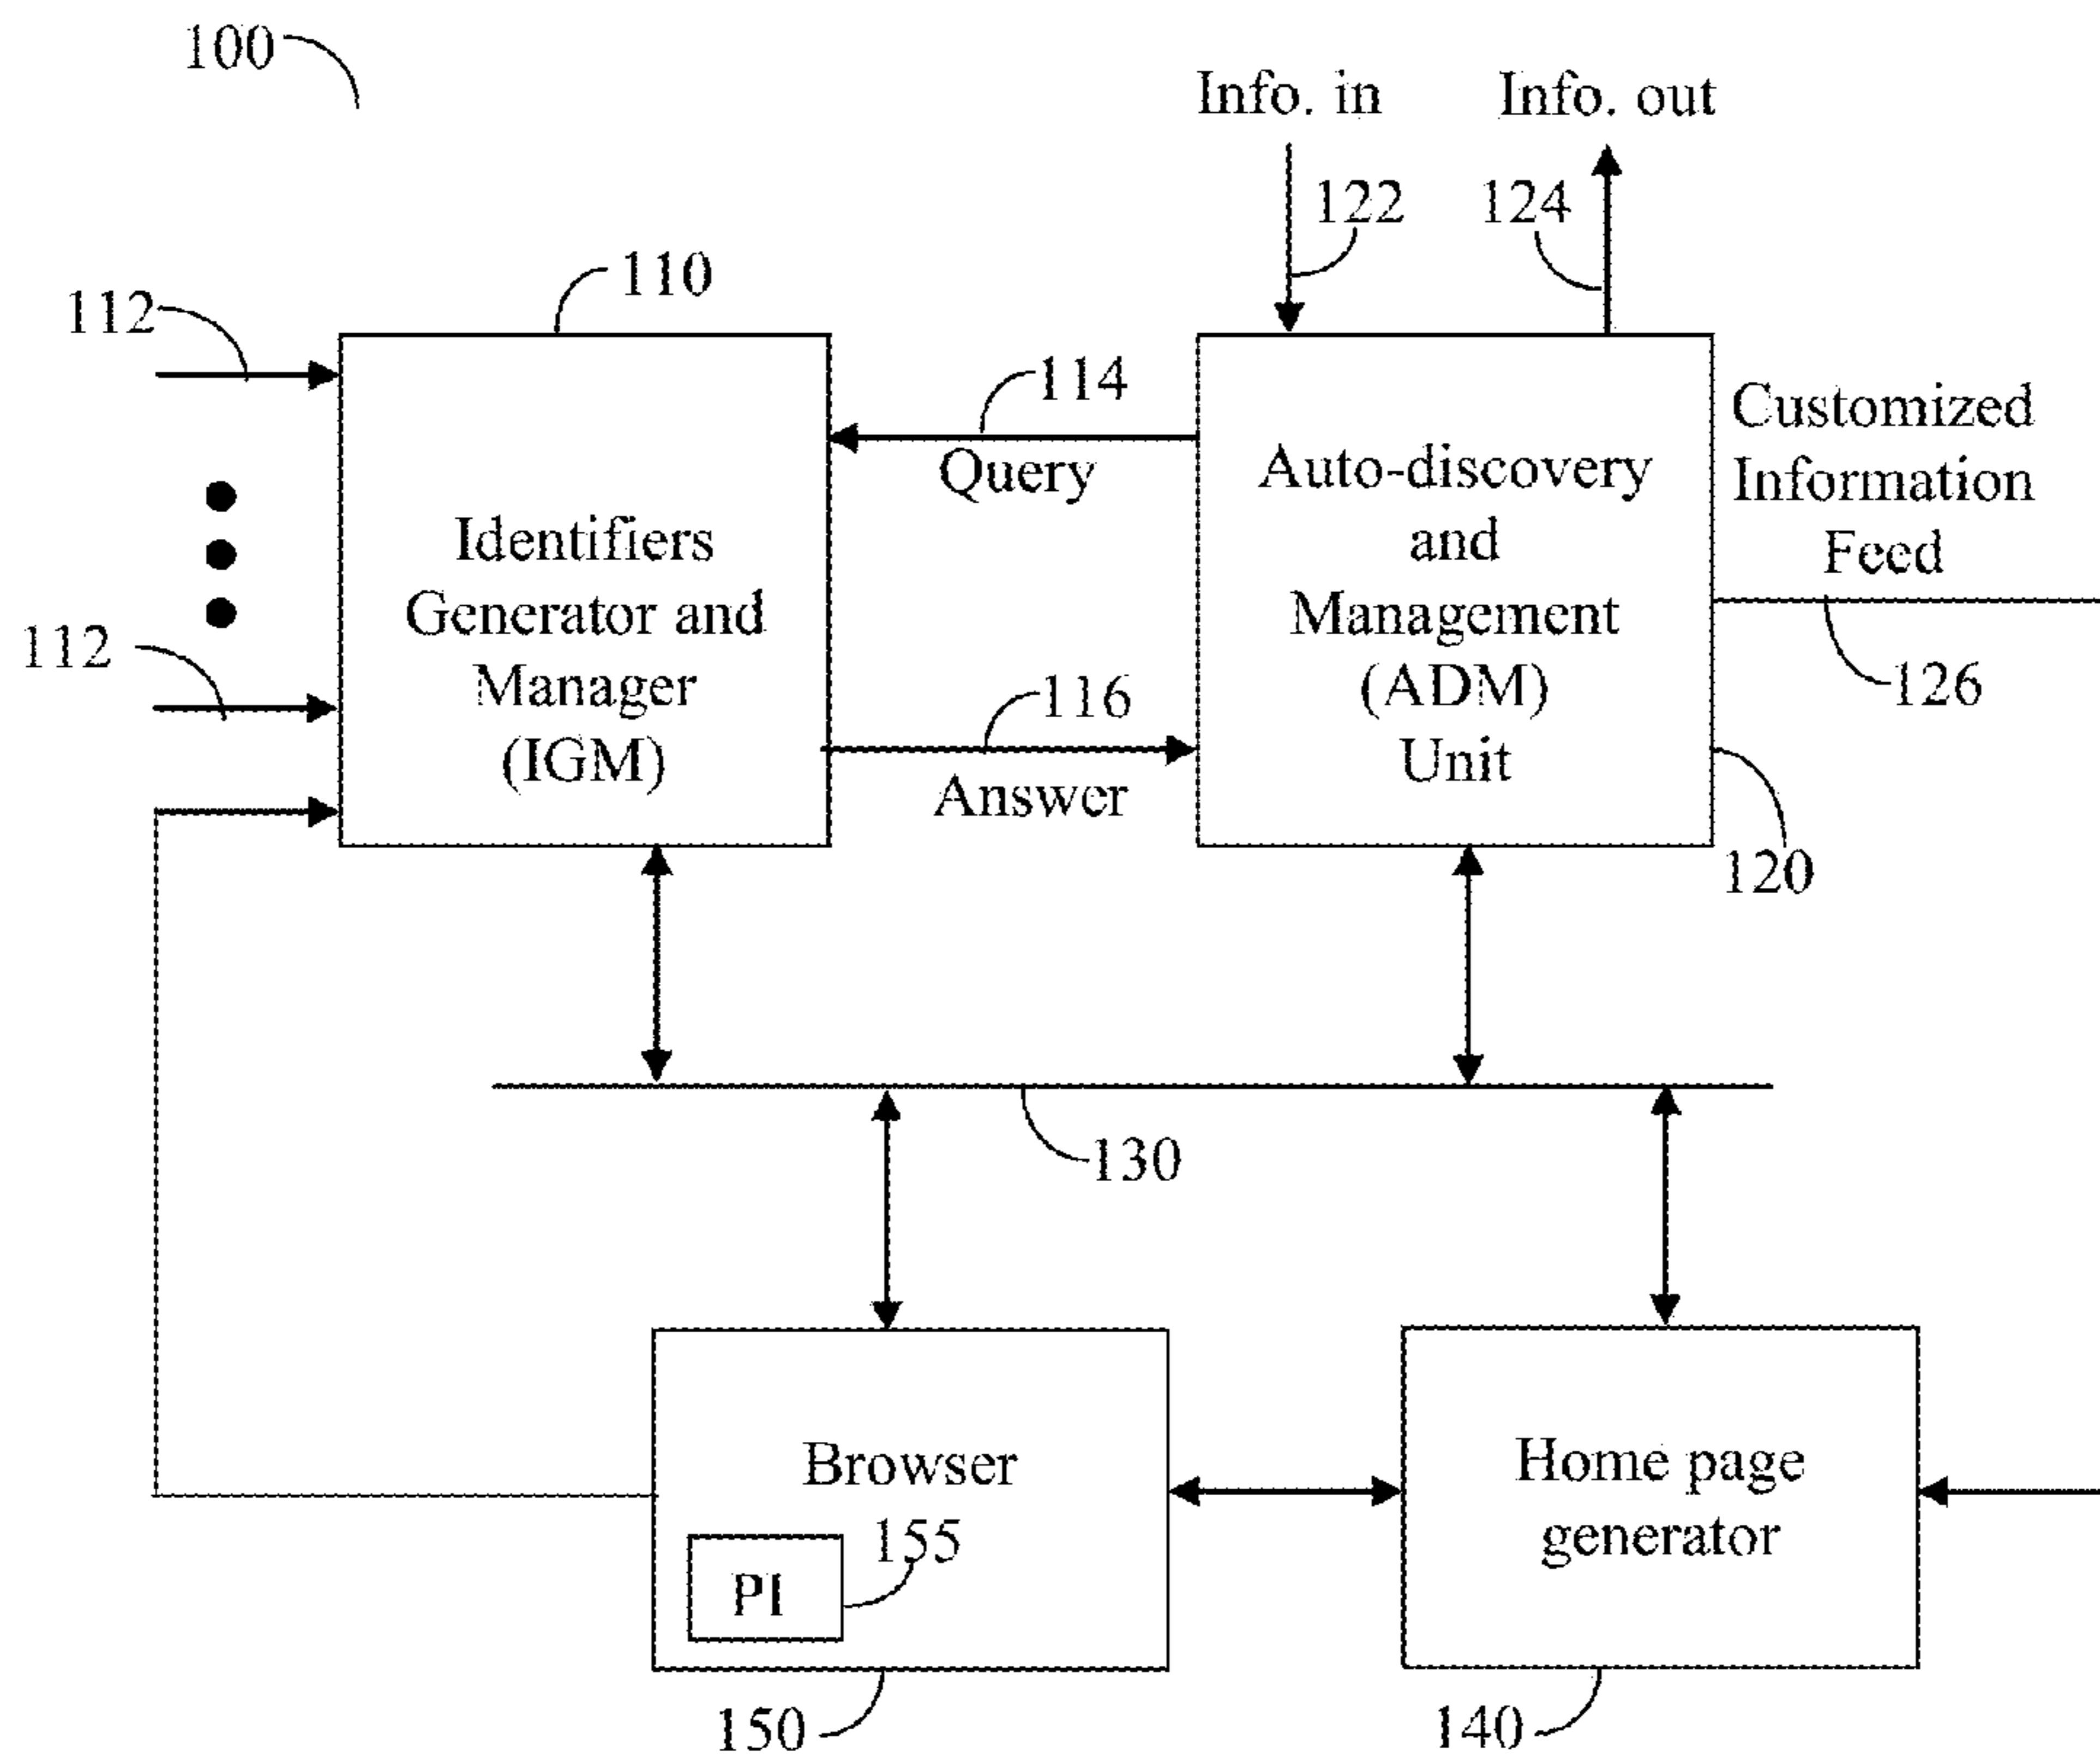 100
Info. in
Info. out
122
124
110
112
114
Query
Customized
Information
Feed
Auto-discovery
and
Management
(ADM)
Unit
Identifiers
Generator and
Manager
(IGM)
112
116
Answer
126
120
130
Browser
155
PI
Home page
generator
150
140